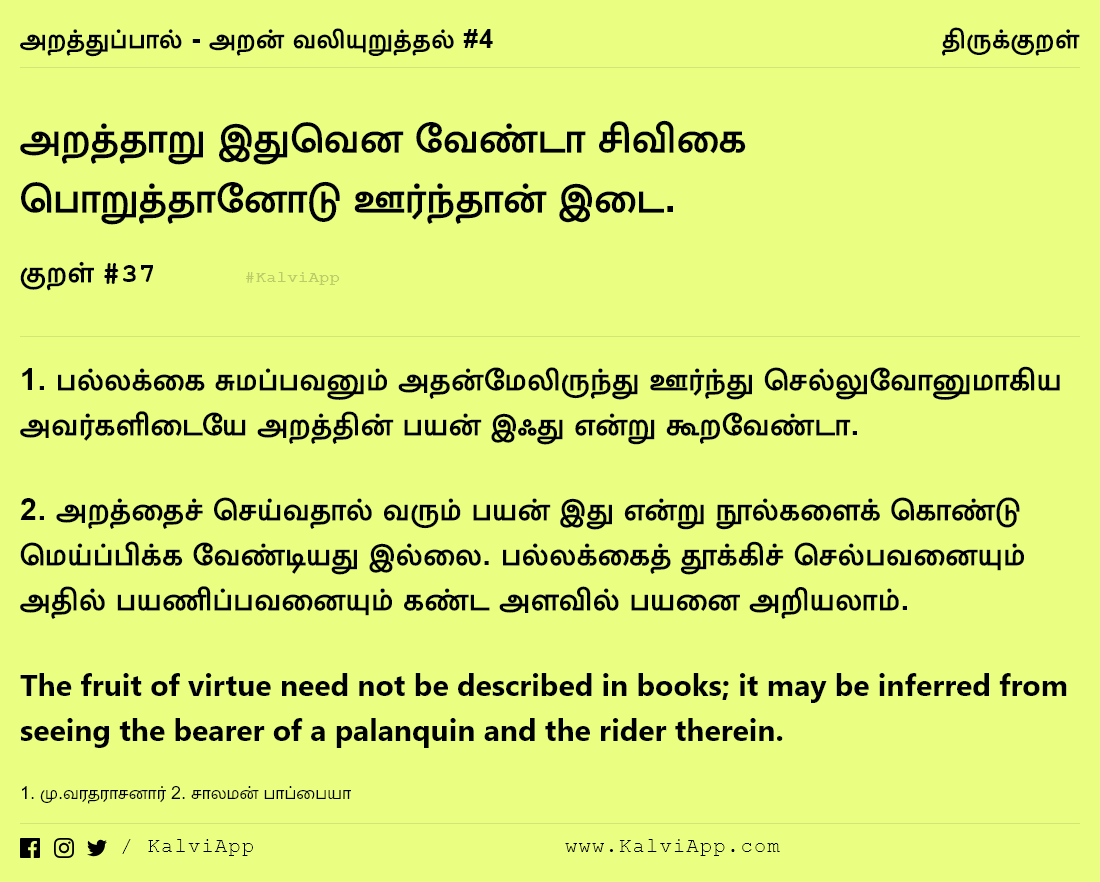 அறத்துப்பால் - அறன் வலியுறுத்தல் #4
திருக்குறள்
அறத்தாறு இதுவென வேண்டா சிவிகை
பொறுத்தானோடு ஊர்ந்தான் இடை.
குறள் #37
#KalviApp
1. பல்லக்கை சுமப்பவனும் அதன்மேலிருந்து ஊர்ந்து செல்லுவோனுமாகிய
அவர்களிடையே அறத்தின் பயன் இஃது என்று கூறவேண்டா.
2. அறத்தைச் செய்வதால் வரும் பயன் இது என்று நூல்களைக் கொண்டு
மெய்ப்பிக்க வேண்டியது இல்லை. பல்லக்கைத் தூக்கிச் செல்பவனையும்
அதில் பயணிப்பவனையும் கண்ட அளவில் பயனை அறியலாம்.
The fruit of virtue need not be described in books; it may be inferred from
seeing the bearer of a palanquin and the rider therein.
1. மு.வரதராசனார் 2. சாலமன் பாப்பையா
/ KalviApp
www.KalviApp.com